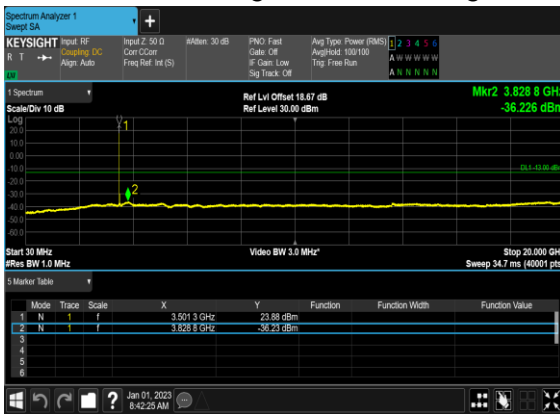 Spectrum Analyzer 1
Swept SA
+
KEYSIGHT Input: RF Input Z: 50 Ω #Atten: 30 dB PNO: Fast Avg Type: Power (RMS) 1 2 3 4 5 6
R T Coupling: DC Corr CCorr Gate: Off Avg|Hold: 100/100 A W W W W W
Align: Auto Freq Ref: Int (S) IF Gain: Low Trig: Free Run
Sig Track: Off A N N N N N
LV
1 Spectrum Ref Lvl Offset 18.67 dB Mkr2 3.828 8 GHz
Scale/Div 10 dB Ref Level 30.00 dBm -36.226 dBm
Log
1
20.0
10.0
0.00
-10.0
DL1 -13.00 dBm
-20.0
2
-30.0
-40.0
-50.0
-60.0
Start 30 MHz Video BW 3.0 MHz* Stop 20.000 GH
#Res BW 1.0 MHz Sweep 34.7 ms (40001 pts
5 Marker Table
Mode Trace Scale X Y Function Function Width Function Value
1 N 1 f 3.501 3 GHz 23.88 dBm
2 N 1 f 3.828 8 GHz -36.23 dBm
3
4
5
6
? Jan 01, 2023
8:42:25 AM